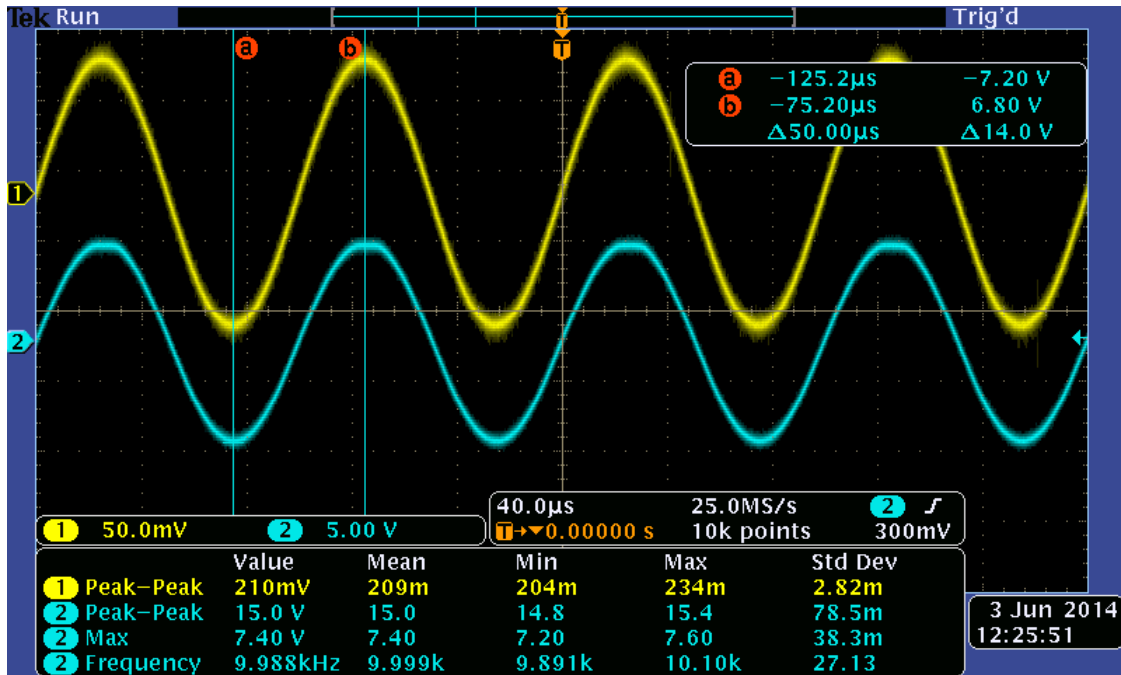 Tek Run Trig'd
T
a b T
a −125.2µs −7.20 V
b −75.20µs 6.80 V
Δ50.00µs Δ14.0 V
1
2
1 50.0mV 2 5.00 V
40.0µs 25.0MS/s 2
T→▼0.00000 s 10k points 300mV
Value Mean Min Max Std Dev
1 Peak−Peak 210mV 209m 204m 234m 2.82m
2 Peak−Peak 15.0 V 15.0 14.8 15.4 78.5m
2 Max 7.40 V 7.40 7.20 7.60 38.3m
2 Frequency 9.988kHz 9.999k 9.891k 10.10k 27.13
3 Jun 2014
12:25:51